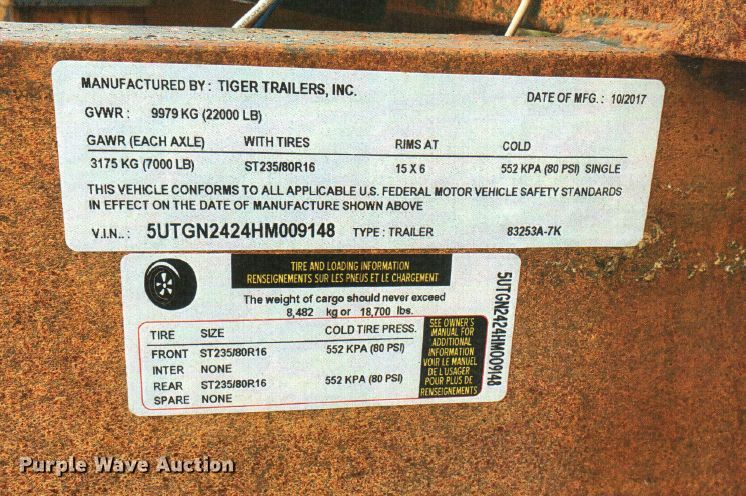 MANUFACTURED BY: TIGER TRAILERS, INC.
DATE OF MFG.: 10/2017
GVWR: 9979 KG (22000 LB)
GAWR (EACH AXLE) WITH TIRES RIMS AT COLD
3175 KG (7000 LB) ST235/80R16 15 X 6 552 KPA (80 PSI) SINGLE
THIS VEHICLE CONFORMS TO ALL APPLICABLE U.S. FEDERAL MOTOR VEHICLE SAFETY STANDARDS
IN EFFECT ON THE DATE OF MANUFACTURE SHOWN ABOVE
V.I.N..: 5UTGN2424HM009148 TYPE: TRAILER 83253A-7K
TIRE AND LOADING INFORMATION
RENSEIGNEMENTS SUR LES PNEUS ET LE CHARGEMENT
The weight of cargo should never exceed
8,482 kg or 18,700 lbs.
TIRE SIZE COLD TIRE PRESS.
FRONT ST235/80R16 552 KPA (80 PSI)
INTER NONE
REAR ST235/80R16 552 KPA (80 PSI)
SPARE NONE
SEE OWNER'S
MANUAL FOR
ADDITIONAL
INFORMATION
VOIR LE MANUEL
DE L'USAGER
POUR PLUS DE
RENSEIGNEMENTS
5UTGN2424HM009148
Purple Wave Auction